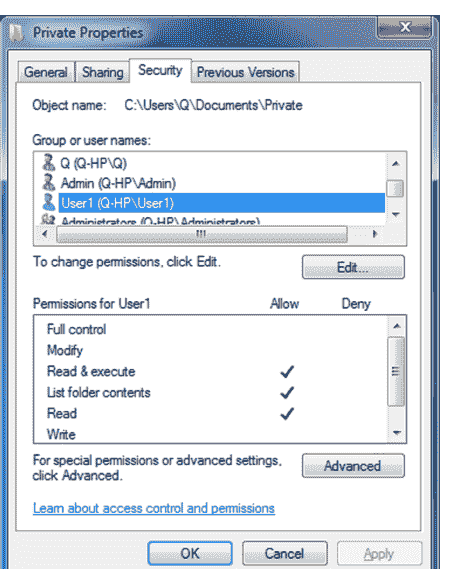 Private Properties
General Sharing Security Previous Versions
Object name: C:\Users\Q\Documents\Private
Group or user names:
Q (Q-HP\Q)
Admin (Q-HP\Admin)
User1 (Q-HP\User1)
Administrators (Q-HP\Administrators)
To change permissions, click Edit.
Edit...
Permissions for User1 Allow Deny
Full control
Modify
Read & execute
List folder contents
Read
Write
For special permissions or advanced settings,
click Advanced.
Advanced
Learn about access control and permissions
OK Cancel Apply